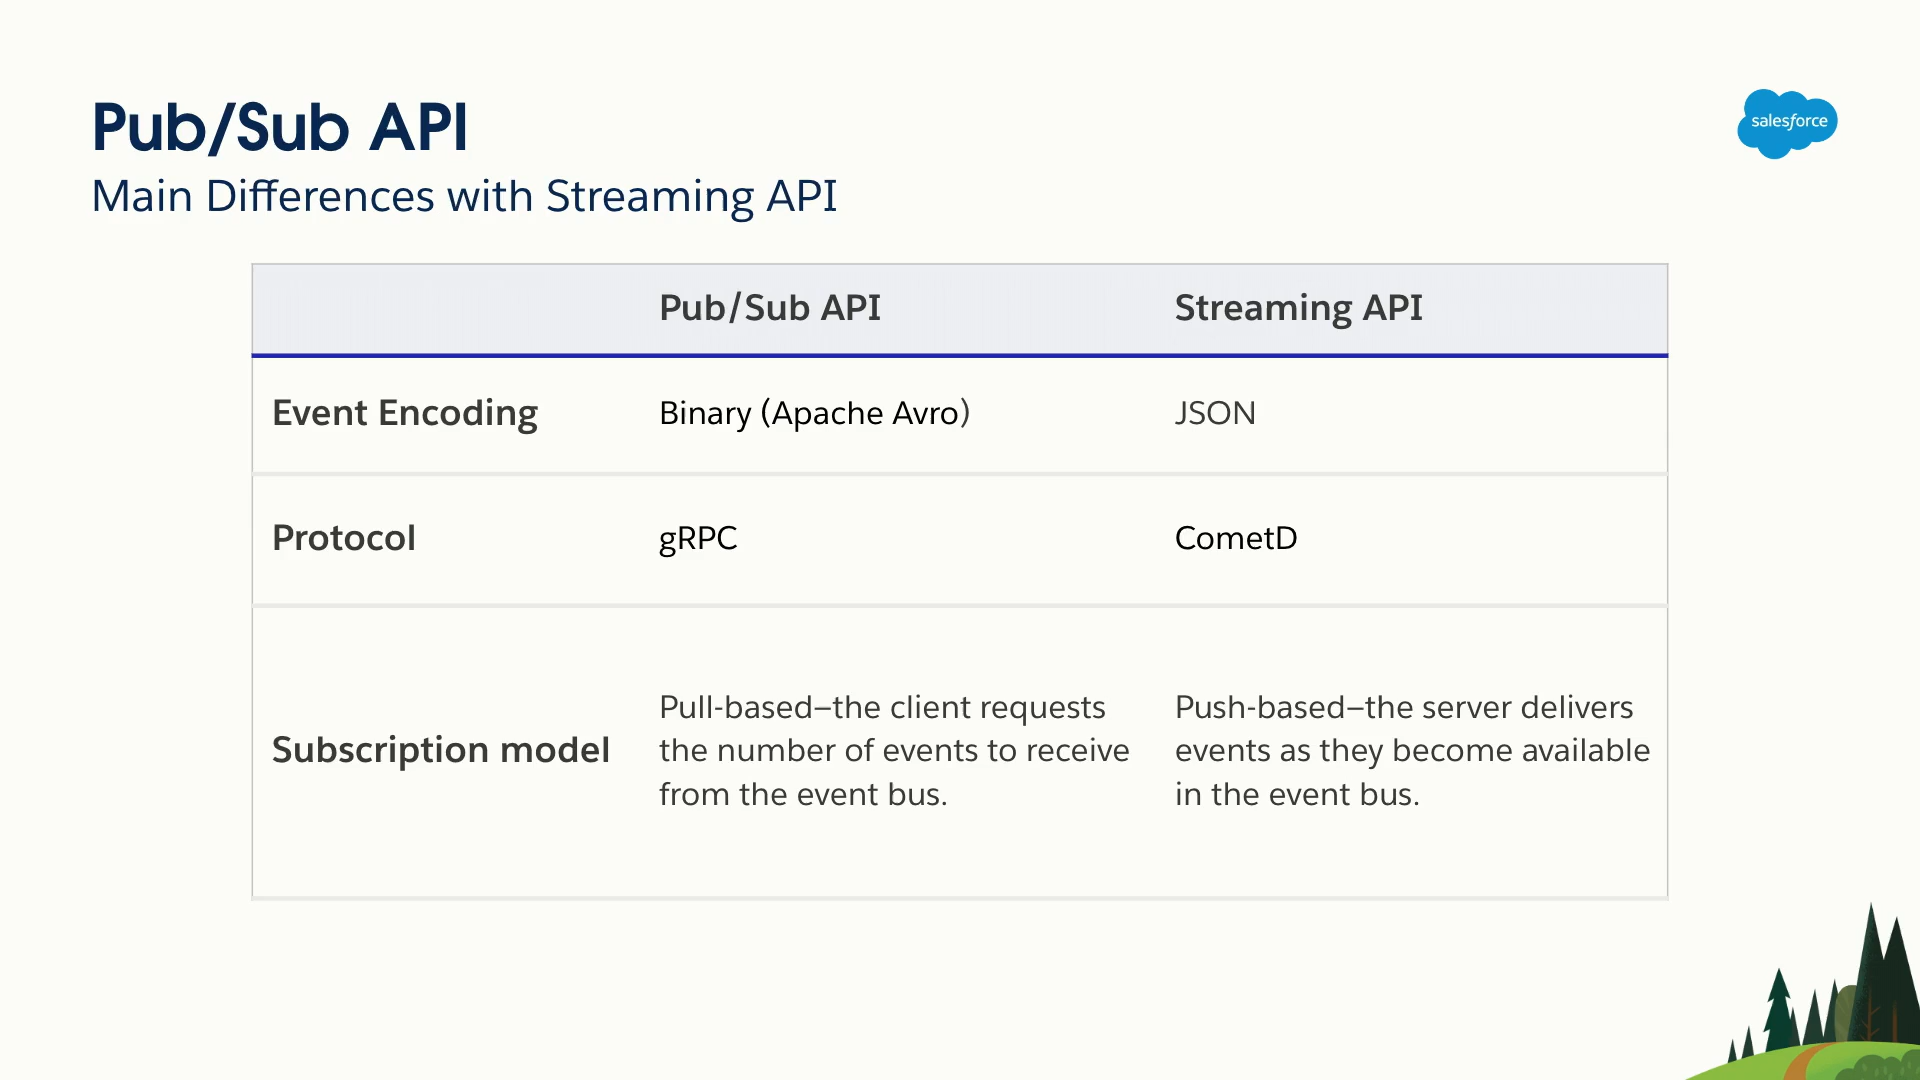 Pub/Sub API
salesforce
Main Differences with Streaming API
Pub/Sub API
Streaming API
Event Encoding
Binary (Apache Avro)
JSON
Protocol
gRPC
CometD
Subscription model
Pull-based—the client requests
the number of events to receive
from the event bus.
Push-based—the server delivers
events as they become available
in the event bus.